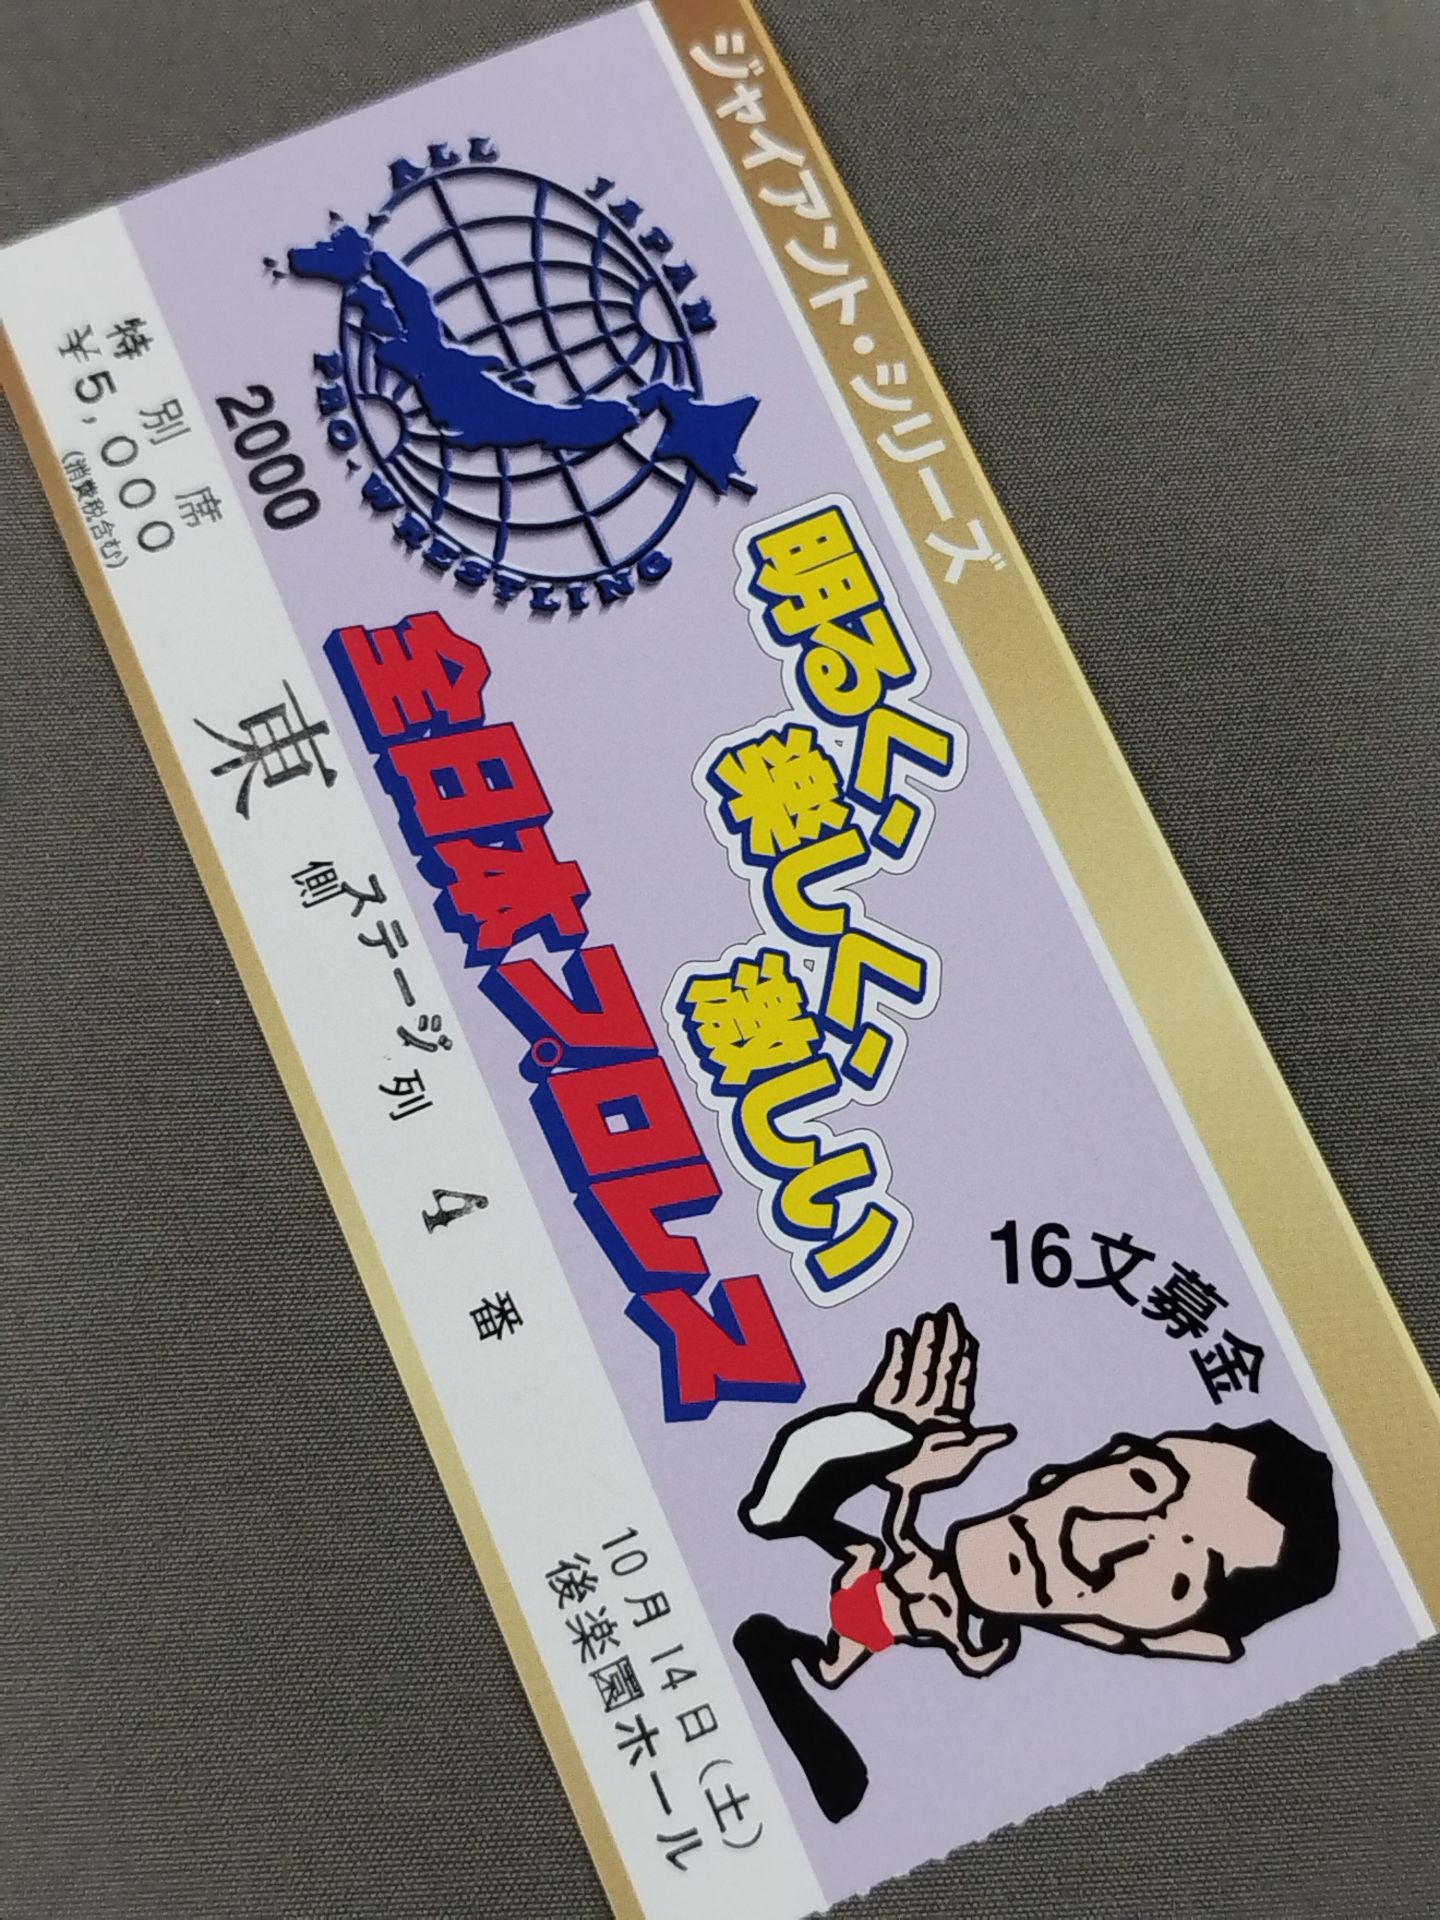 ジャイアント・シリーズ
ALL JAPAN
PRO-WRESTLING
2000
明るく、
楽しく、
激しい
全日本プロレス
16文募金
特別席
¥5,000
(消費税含む)
東側ステージ列4番
10月14日(土)
後楽園ホール